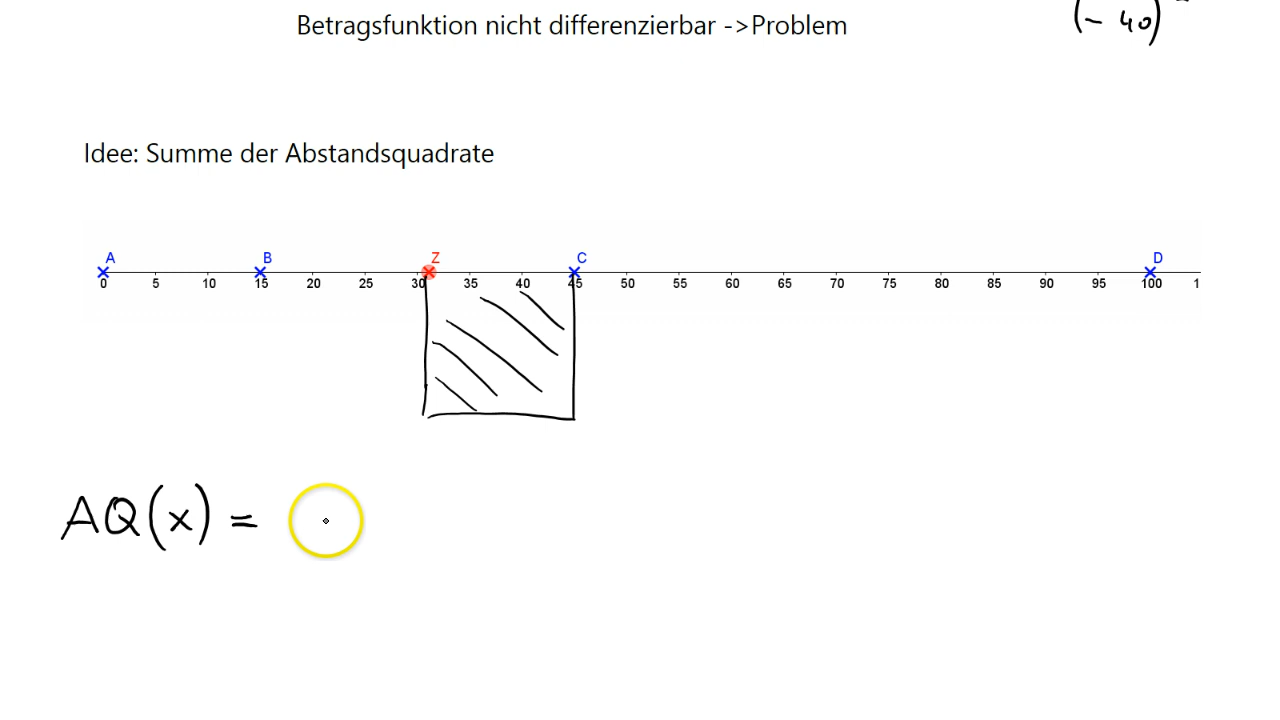 (- 40)
Betragsfunktion nicht differenzierbar ->Problem
Idee: Summe der Abstandsquadrate
A B Z C D
0 5 10 15 20 25 30 35 40 45 50 55 60 65 70 75 80 85 90 95 100 1
AQ(x) =